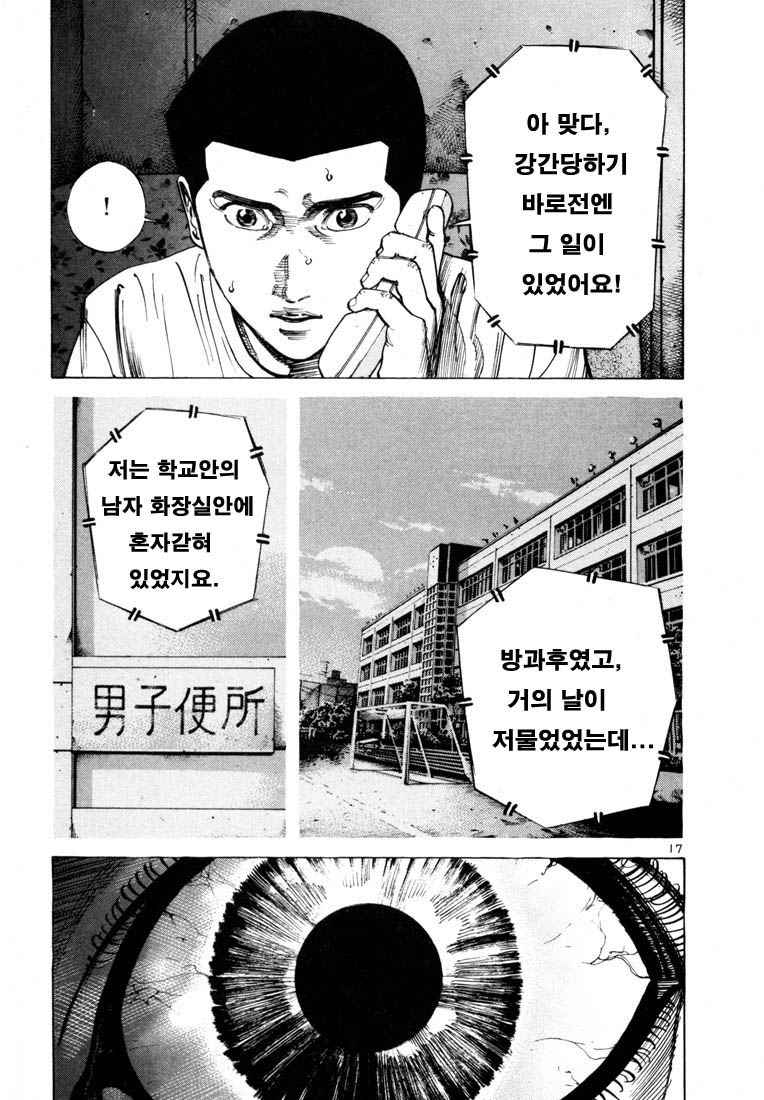 아 맞다,
강간당하기
바로전엔
그 일이
있었어요!
!
방과후였고,
거의 날이
저물었었는데...
저는 학교안의
남자 화장실안에
혼자갇혀
있었지요.
男子便所
17